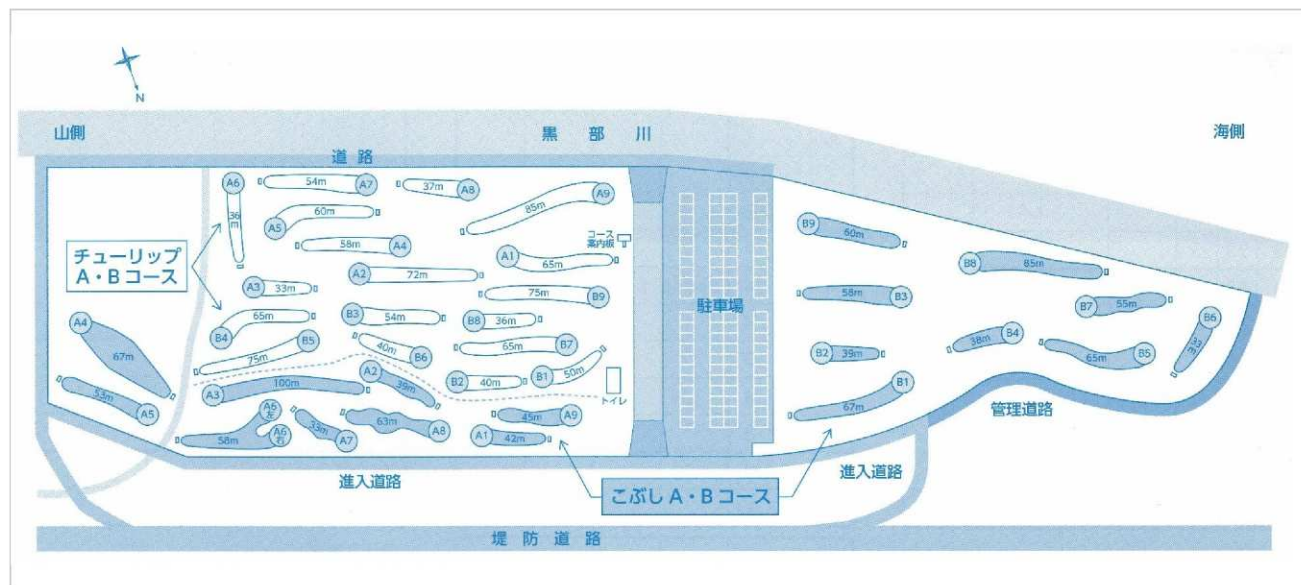 N
山側
黒部川
海側
道路
A6
36m
54m
A7
37m
A8
A9
85m
A5
60m
58m
A4
コース
案内板
A1
65m
チューリップ
A・Bコース
A2
72m
A3
33m
75m
B9
B4
65m
B3
54m
B8
36m
75m
B5
40m
B6
65m
B7
B2
40m
B1
50m
トイレ
A4
67m
53m
A5
A3
100m
A2
39m
A6左
A6右
58m
33m
A7
63m
A8
45m
A9
A1
42m
駐車場
B9
60m
B8
85m
58m
B3
B7
55m
B6
33m
B2
39m
38m
B4
65m
B5
67m
B1
管理道路
進入道路
進入道路
こぶしA・Bコース
堤防道路